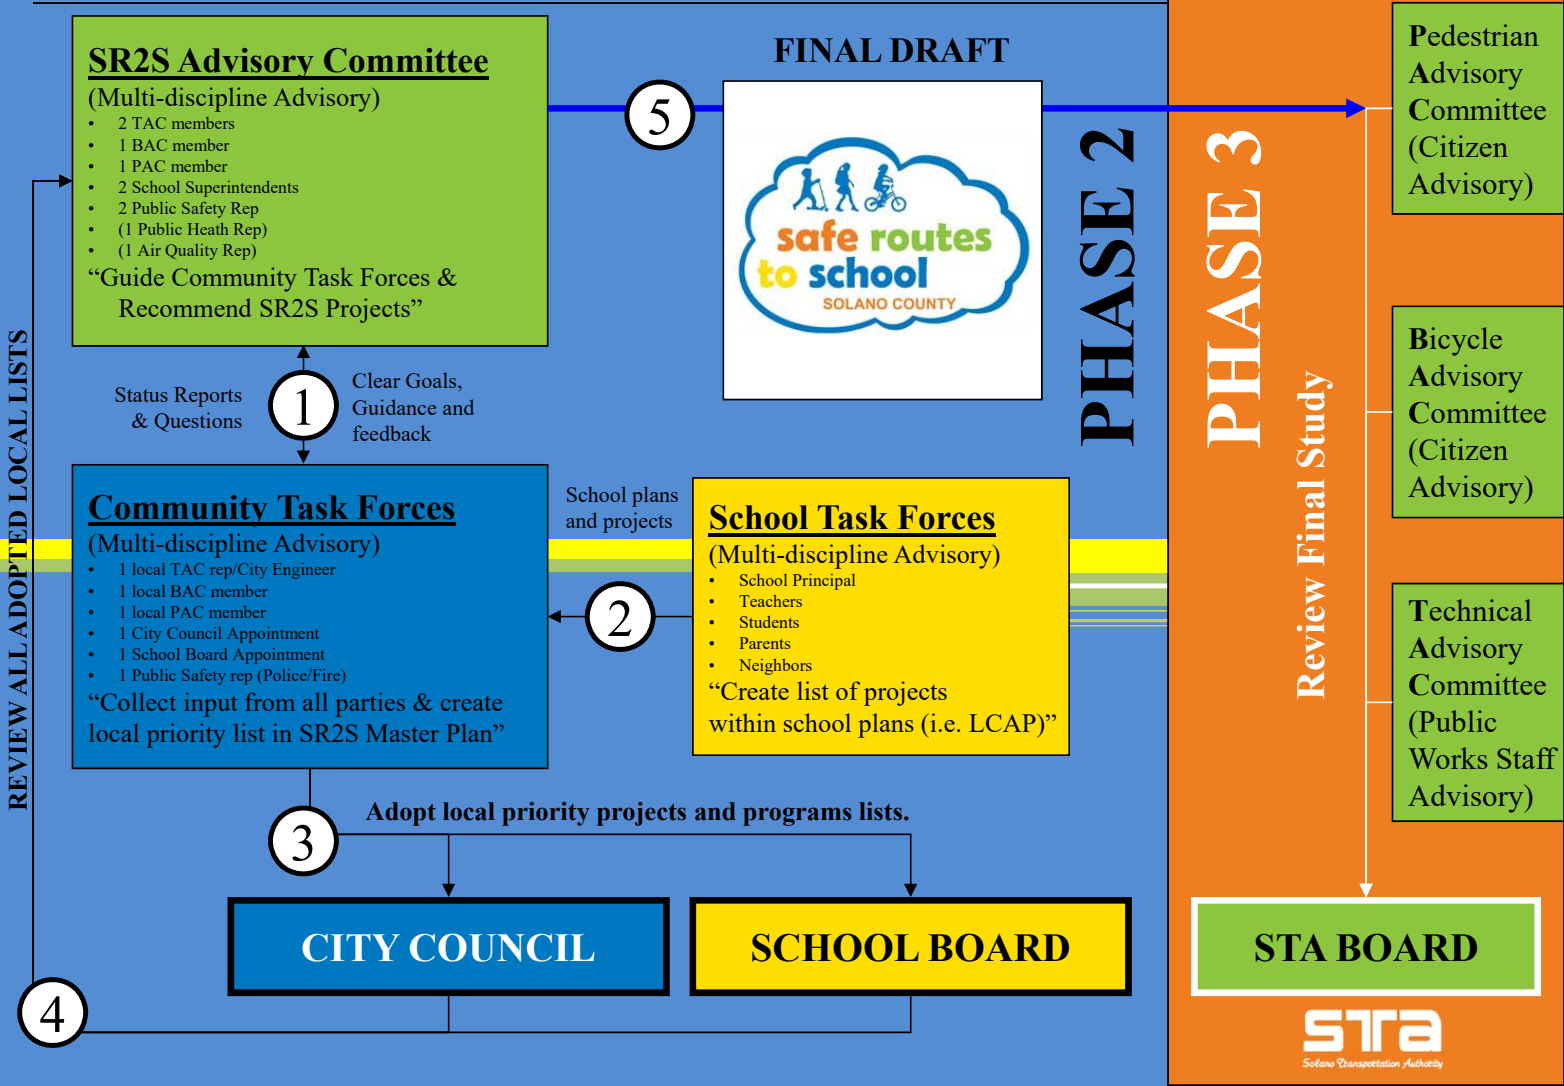 SR2S Advisory Committee
(Multi-discipline Advisory)
• 2 TAC members
• 1 BAC member
• 1 PAC member
• 2 School Superintendents
• 2 Public Safety Rep
• (1 Public Heath Rep)
• (1 Air Quality Rep)
“Guide Community Task Forces &
Recommend SR2S Projects”
5
FINAL DRAFT
safe routes
to school
SOLANO COUNTY
PHASE 2
PHASE 3
Pedestrian
Advisory
Committee
(Citizen
Advisory)
Status Reports
& Questions
1
Clear Goals,
Guidance and
feedback
REVIEW ALL ADOPTED LOCAL LISTS
Community Task Forces
(Multi-discipline Advisory)
• 1 local TAC rep/City Engineer
• 1 local BAC member
• 1 local PAC member
• 1 City Council Appointment
• 1 School Board Appointment
• 1 Public Safety rep (Police/Fire)
“Collect input from all parties & create
local priority list in SR2S Master Plan”
School plans
and projects
2
School Task Forces
(Multi-discipline Advisory)
• School Principal
• Teachers
• Students
• Parents
• Neighbors
“Create list of projects
within school plans (i.e. LCAP)”
Review Final Study
Bicycle
Advisory
Committee
(Citizen
Advisory)
Technical
Advisory
Committee
(Public
Works Staff
Advisory)
3
Adopt local priority projects and programs lists.
CITY COUNCIL
SCHOOL BOARD
STA BOARD
4
STa
Solano Transportation Authority